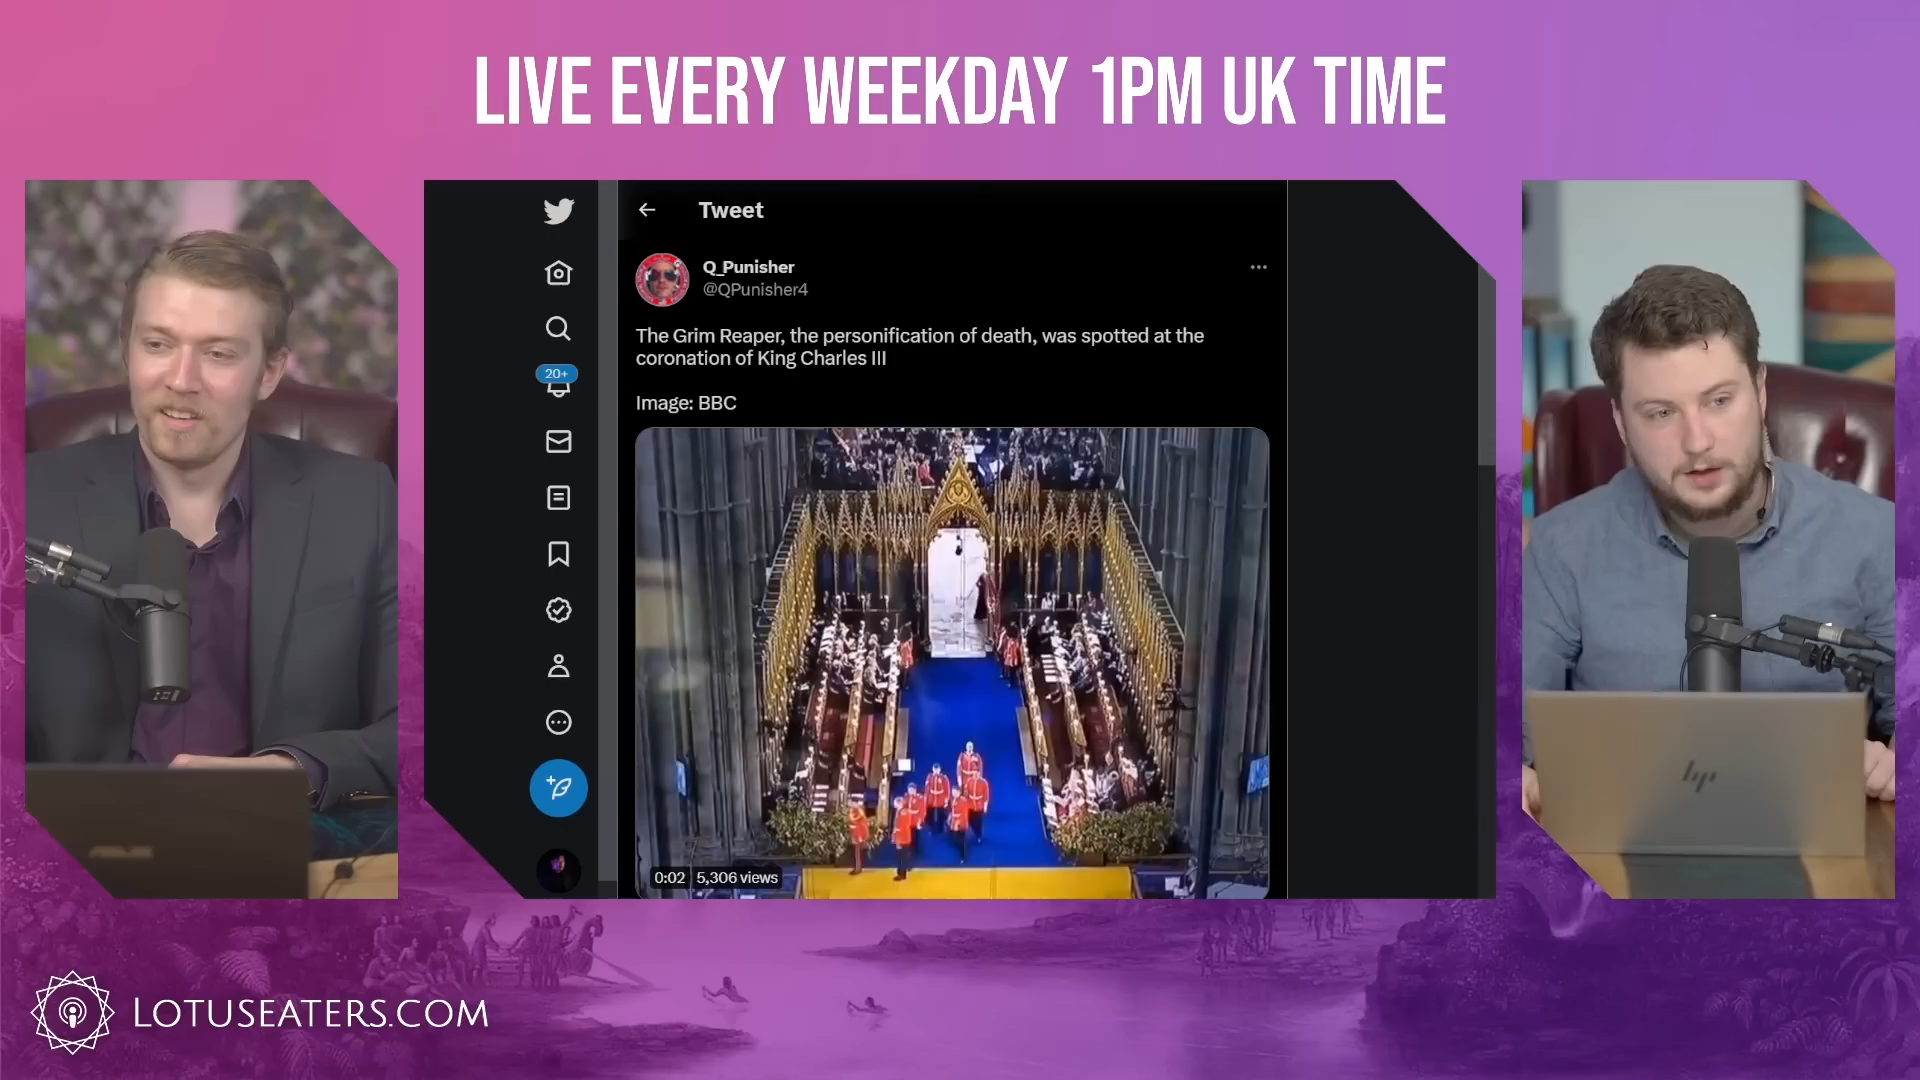 LIVE EVERY WEEKDAY 1PM UK TIME
Tweet
Q_Punisher
@QPunisher4
The Grim Reaper, the personification of death, was spotted at the
coronation of King Charles III
Image: BBC
20+
0:02 5,306 views
hp
LOTUSEATERS.COM